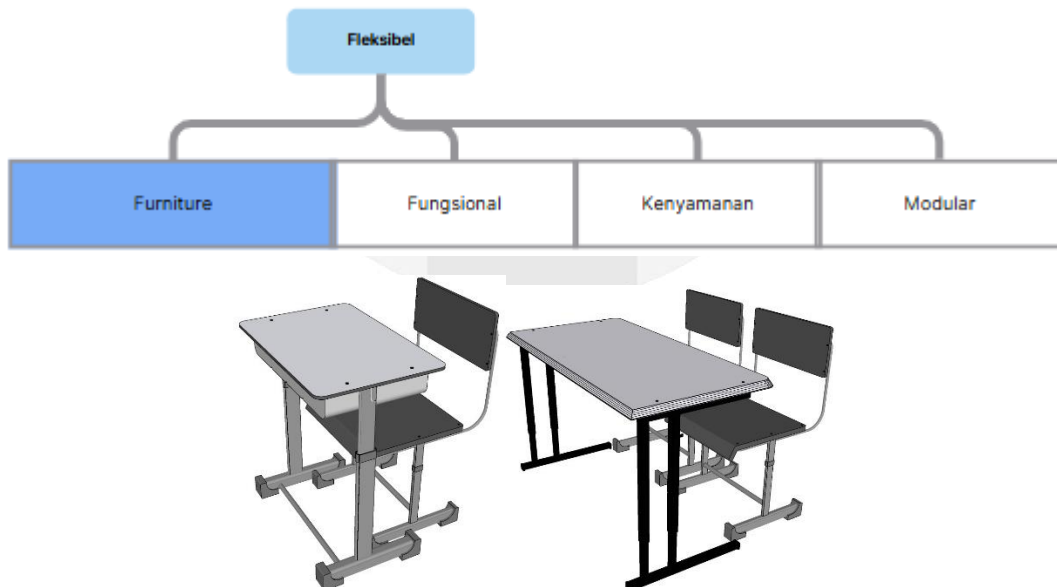 Fleksibel
Furniture
Fungsional
Kenyamanan
Modular